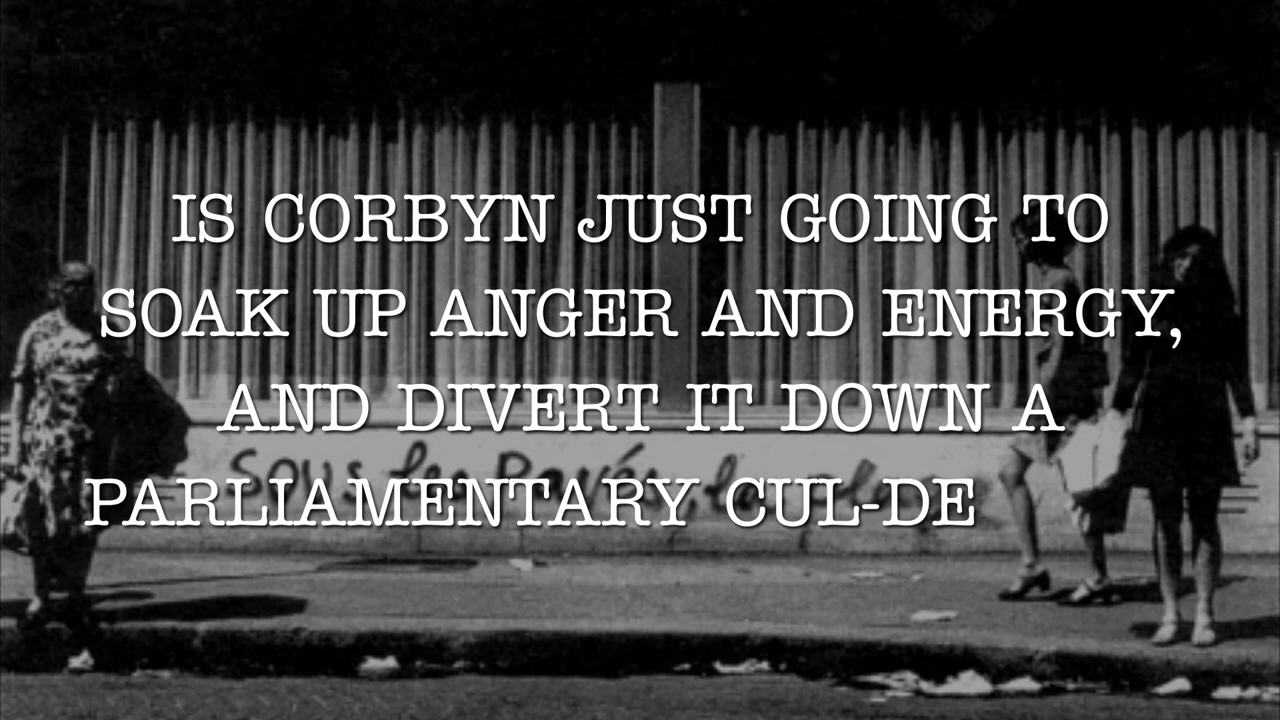 IS CORBYN JUST GOING TO
SOAK UP ANGER AND ENERGY,
AND DIVERT IT DOWN A
Sous les Pavés, la
PARLIAMENTARY CUL-DE